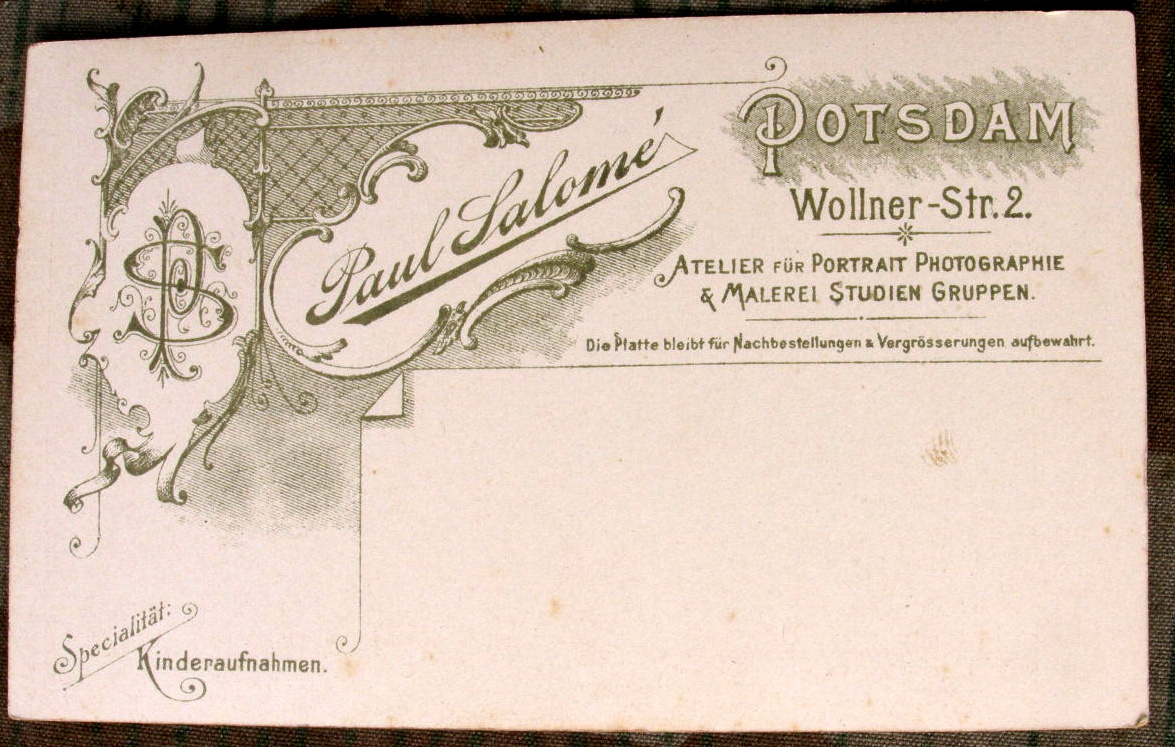 PS
Paul Salomé
POTSDAM
Wollner-Str. 2.
ATELIER FÜR PORTRAIT PHOTOGRAPHIE
& MALEREI STUDIEN GRUPPEN.
Die Platte bleibt für Nachbestellungen & Vergrösserungen aufbewahrt.
Specialität:
Kinderaufnahmen.